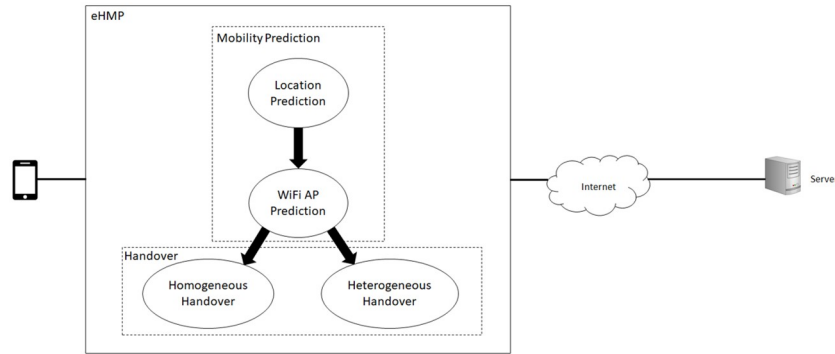 eHMP
Mobility Prediction
Location
Prediction
WiFi AP
Prediction
Handover
Homogeneous
Handover
Heterogeneous
Handover
Internet
Serve